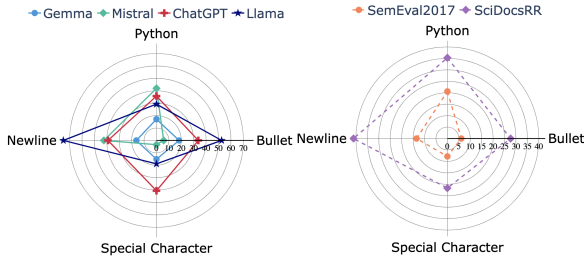 Gemma Mistral ChatGPT Llama
Python
Newline
Bullet
0 10 20 30 40 50 60 70
Special Character
SemEval2017 SciDocsRR
Python
Newline
Bullet
0 5 10 15 20 25 30 35 40
Special Character